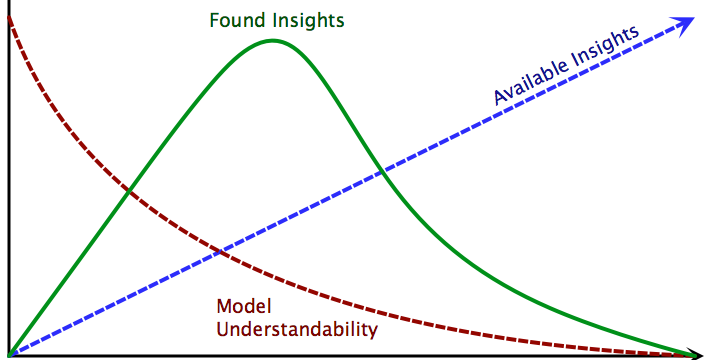 Found Insights
Available Insights
Model
Understandability